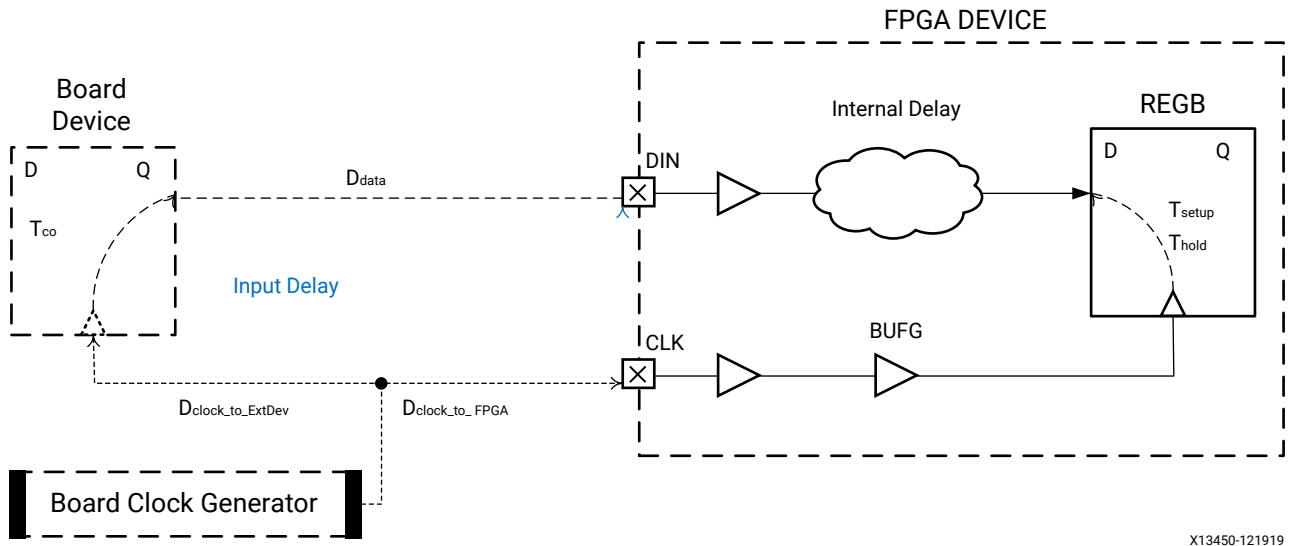 FPGA DEVICE
Board
Device
Internal Delay
REGB
D
Q
DIN
D
Q
Ddata
Tco
Tsetup
Thold
Input Delay
CLK
BUFG
Dclock_to_ExtDev
Dclock_to_ FPGA
Board Clock Generator
X13450-121919